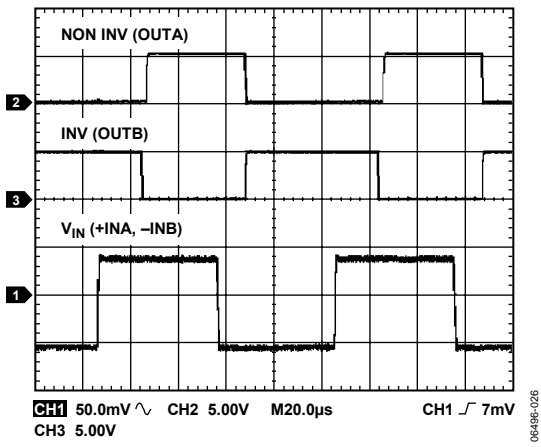 NON INV (OUTA)
2
INV (OUTB)
3
VIN (+INA, –INB)
1
CH1 50.0mV CH2 5.00V M20.0µs CH1 7mV
CH3 5.00V
06496-026